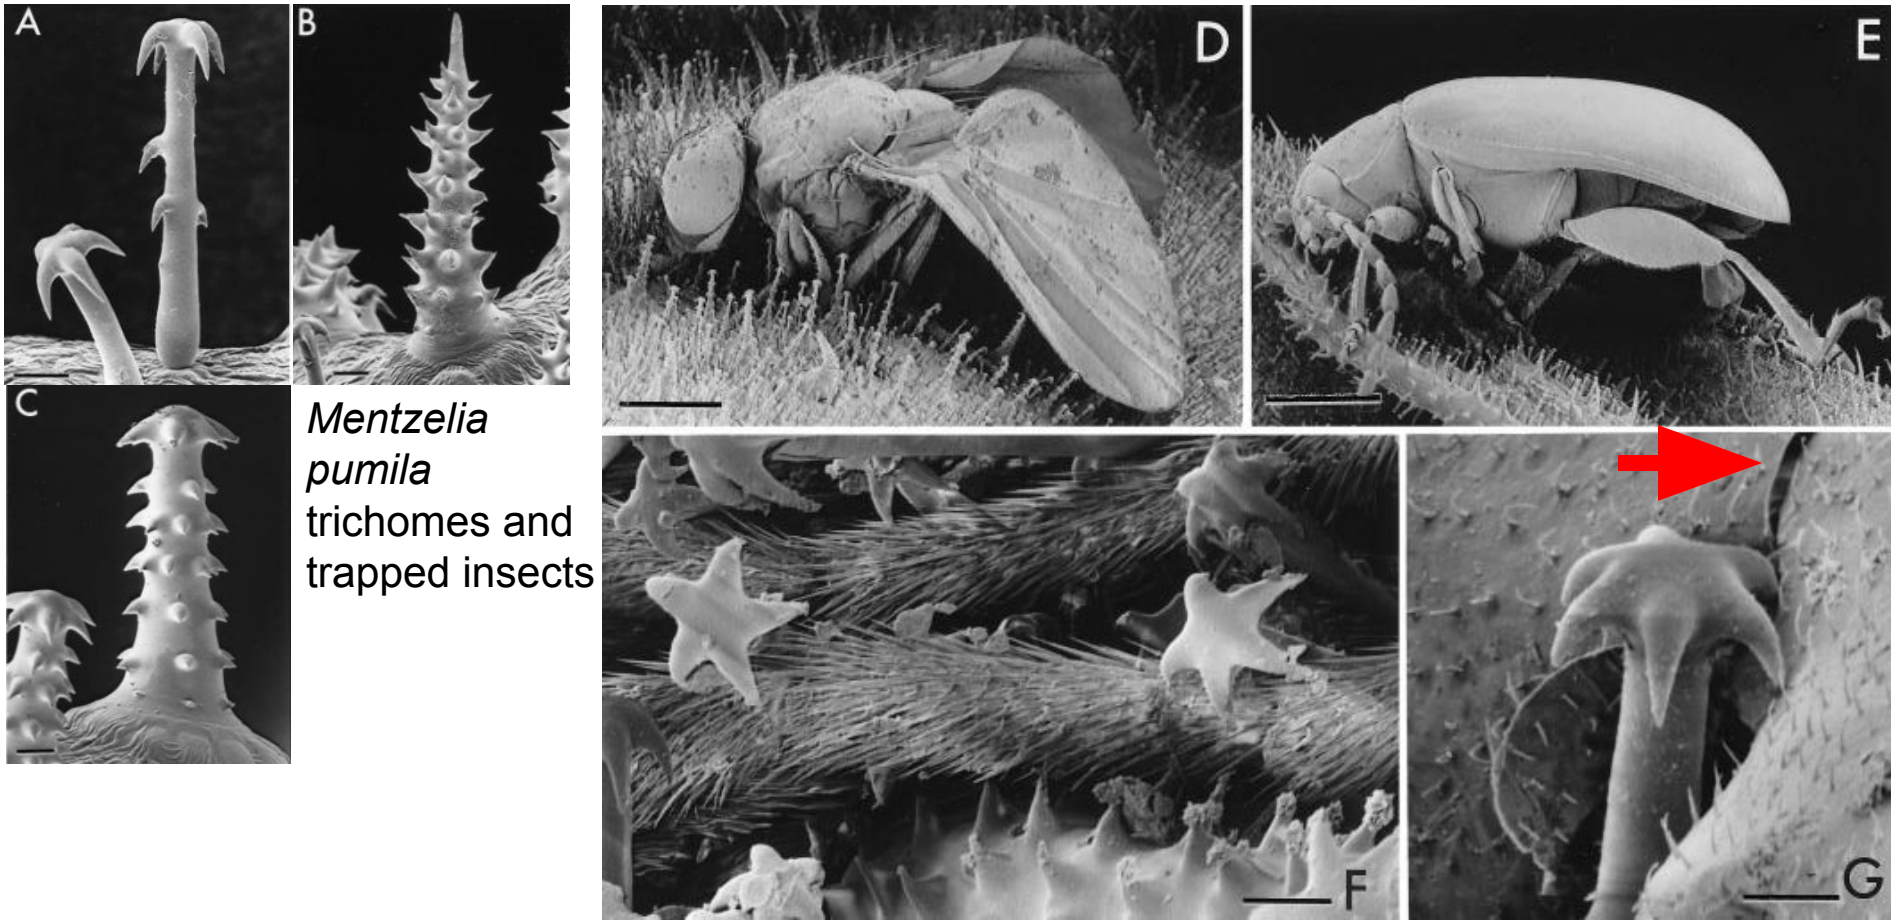 A
B
C
Mentzelia
pumila
trichomes and
trapped insects
D
E
F
G